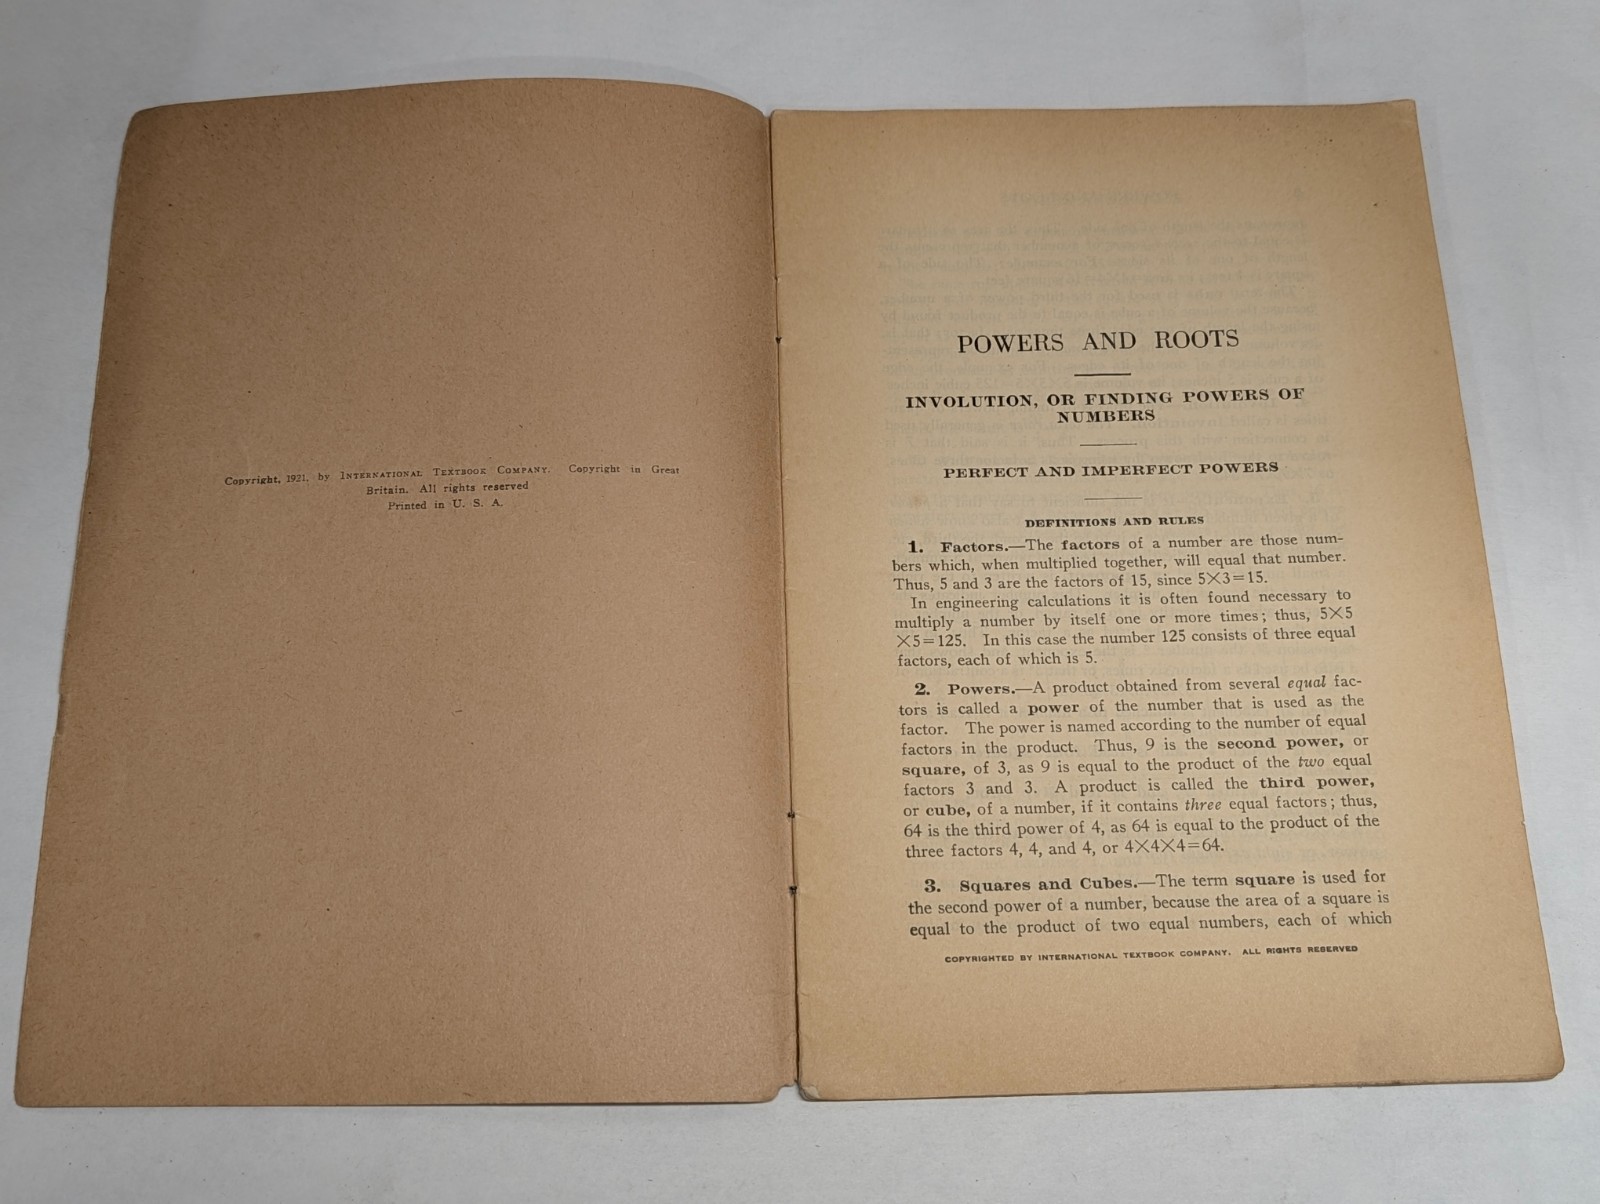 Copyright, 1921, by International Textbook Company. Copyright in Great
Britain. All rights reserved
Printed in U. S. A.
POWERS AND ROOTS
INVOLUTION, OR FINDING POWERS OF
NUMBERS
PERFECT AND IMPERFECT POWERS
DEFINITIONS AND RULES
1. Factors.—The factors of a number are those num-
bers which, when multiplied together, will equal that number.
Thus, 5 and 3 are the factors of 15, since 5×3=15.
In engineering calculations it is often found necessary to
multiply a number by itself one or more times; thus, 5×5
×5=125. In this case the number 125 consists of three equal
factors, each of which is 5.
2. Powers.—A product obtained from several equal fac-
tors is called a power of the number that is used as the
factor. The power is named according to the number of equal
factors in the product. Thus, 9 is the second power, or
square, of 3, as 9 is equal to the product of the two equal
factors 3 and 3. A product is called the third power,
or cube, of a number, if it contains three equal factors; thus,
64 is the third power of 4, as 64 is equal to the product of the
three factors 4, 4, and 4, or 4×4×4=64.
3. Squares and Cubes.—The term square is used for
the second power of a number, because the area of a square is
equal to the product of two equal numbers, each of which
COPYRIGHTED BY INTERNATIONAL TEXTBOOK COMPANY. ALL RIGHTS RESERVED